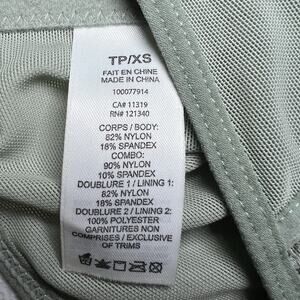 TP/XS
FAIT EN CHINE
MADE IN CHINA
100077914
CA# 11319
RN# 121340
CORPS / BODY:
82% NYLON
18% SPANDEX
COMBO:
90% NYLON
10% SPANDEX
DOUBLURE 1 / LINING 1:
82% NYLON
18% SPANDEX
DOUBLURE 2 / LINING 2:
100% POLYESTER
GARNITURES NON
COMPRISES / EXCLUSIVE
OF TRIMS